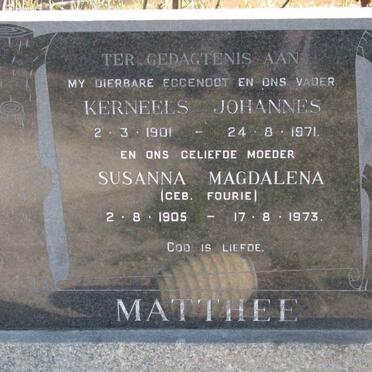 TER GEDAGTENIS AAN
MY DIERBARE EGGENOOT EN ONS VADER
KERNEELS JOHANNES
2·3·1901 – 24·8·1971.
EN ONS GELIEFDE MOEDER
SUSANNA MAGDALENA
(GEB. FOURIE)
2·8·1905 – 17·8·1973.
GOD IS LIEFDE.
MATTHEE